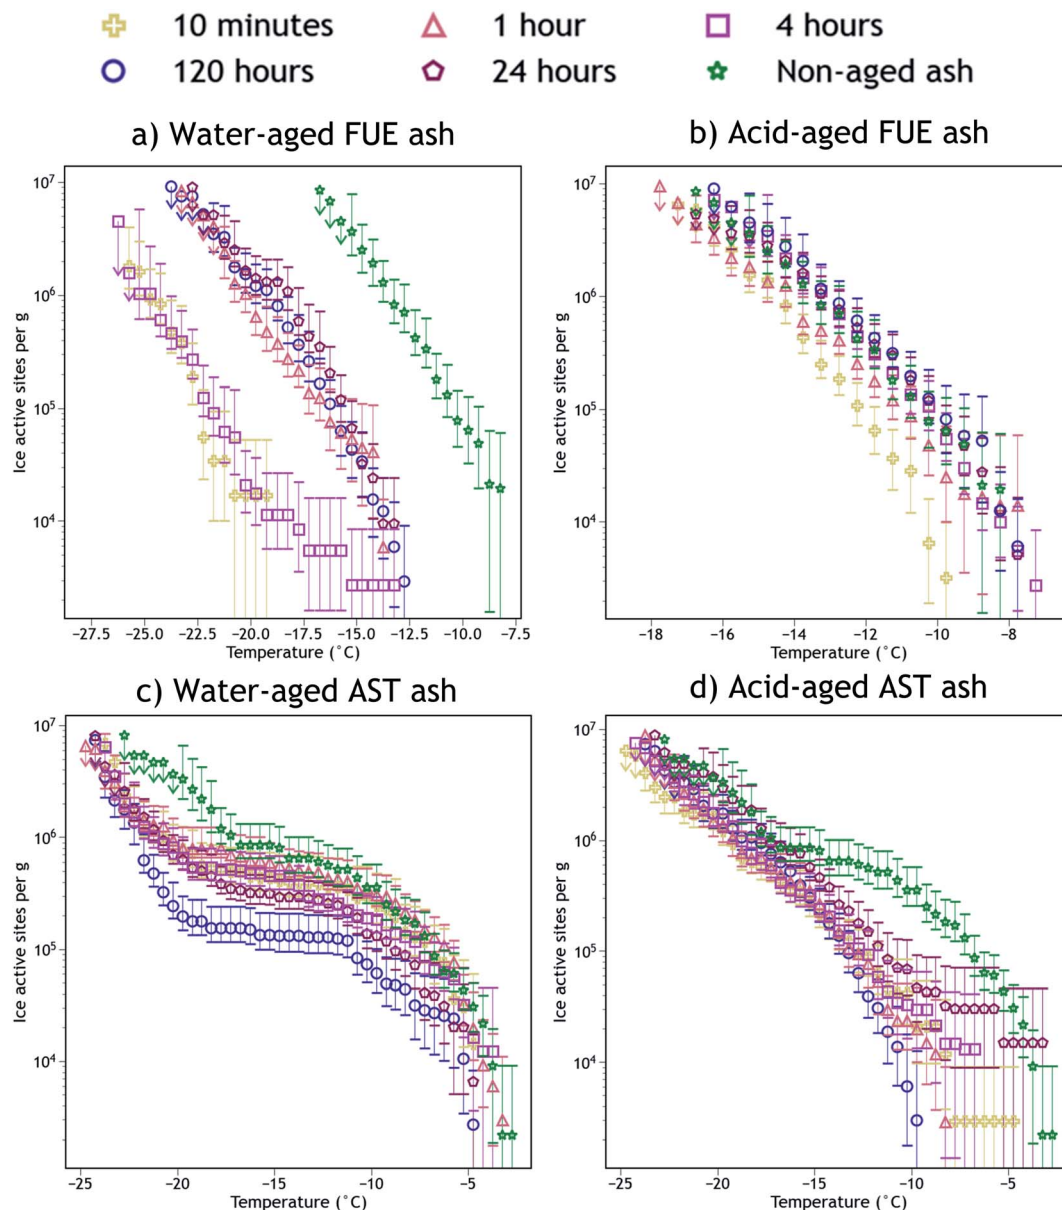 10 minutes 1 hour 4 hours
120 hours 24 hours Non-aged ash
a) Water-aged FUE ash b) Acid-aged FUE ash
10⁷ 10⁷
10⁶ 10⁶
10⁵ 10⁵
10⁴ 10⁴
Ice active sites per g Ice active sites per g
−27.5 −25.0 −22.5 −20.0 −17.5 −15.0 −12.5 −10.0 −7.5 −18 −16 −14 −12 −10 −8
Temperature (°C) Temperature (°C)
c) Water-aged AST ash d) Acid-aged AST ash
10⁷ 10⁷
10⁶ 10⁶
10⁵ 10⁵
10⁴ 10⁴
Ice active sites per g Ice active sites per g
−25 −20 −15 −10 −5 −25 −20 −15 −10 −5
Temperature (°C) Temperature (°C)